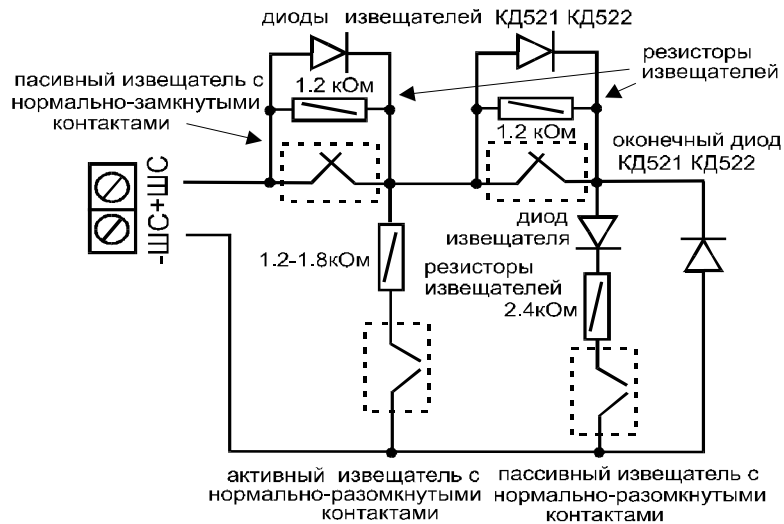 диоды извещателей КД521 КД522
резисторы
извещателей
пасивный извещатель с
нормально-замкнутыми
контактами
1.2 кОм
1.2 кОм
оконечный диод
КД521 КД522
-ШС+ШС
диод
извещателя
1.2-1.8кОм
резисторы
извещателей
2.4кОм
активный извещатель с
нормально-разомкнутыми
контактами
пассивный извещатель с
нормально-разомкнутыми
контактами